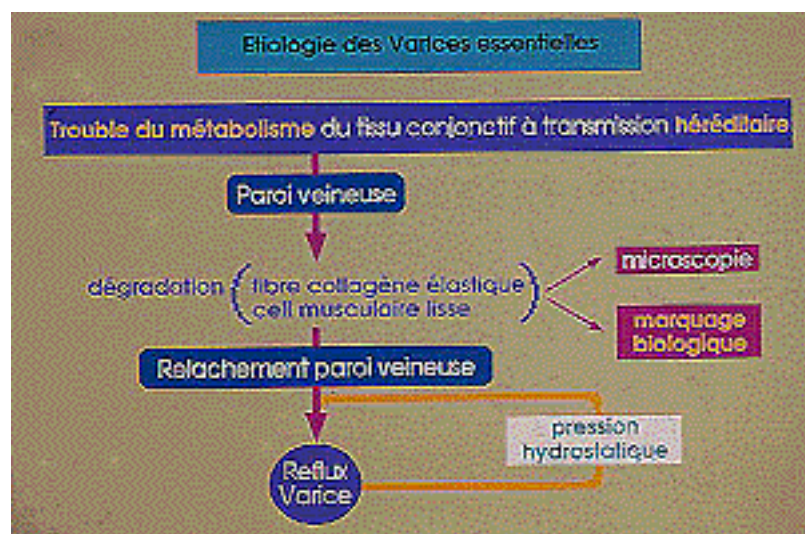 Etiologie des Varices essentielles
Trouble du métabolisme du tissu conjonctif à transmission héréditaire
Paroi veineuse
dégradation
fibre collagène élastique
cell musculaire lisse
microscopie
marquage
biologique
Relachement paroi veineuse
pression
hydrostatique
Reflux
Varice